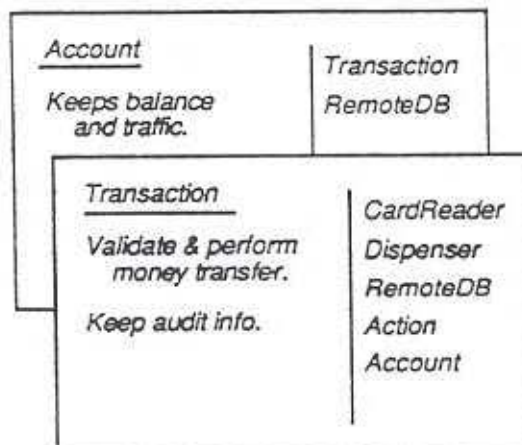 Account
Keeps balance
and traffic.
Transaction
RemoteDB
Transaction
Validate & perform
money transfer.
Keep audit info.
CardReader
Dispenser
RemoteDB
Action
Account